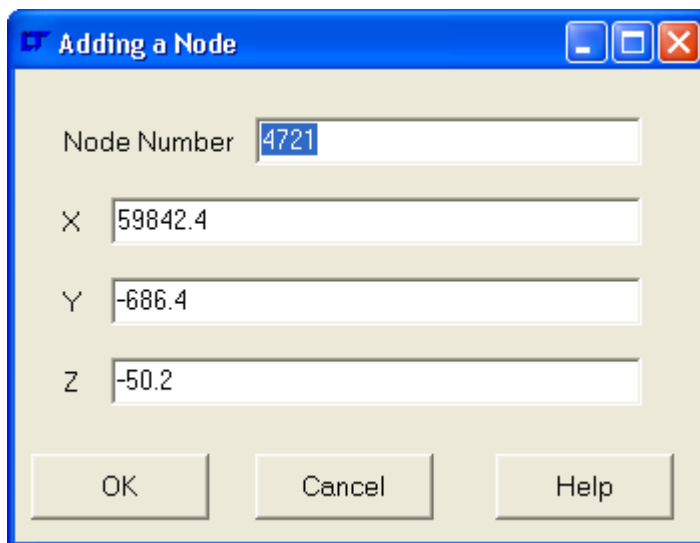 Adding a Node
Node Number 4721
X 59842.4
Y -686.4
Z -50.2
OK Cancel Help